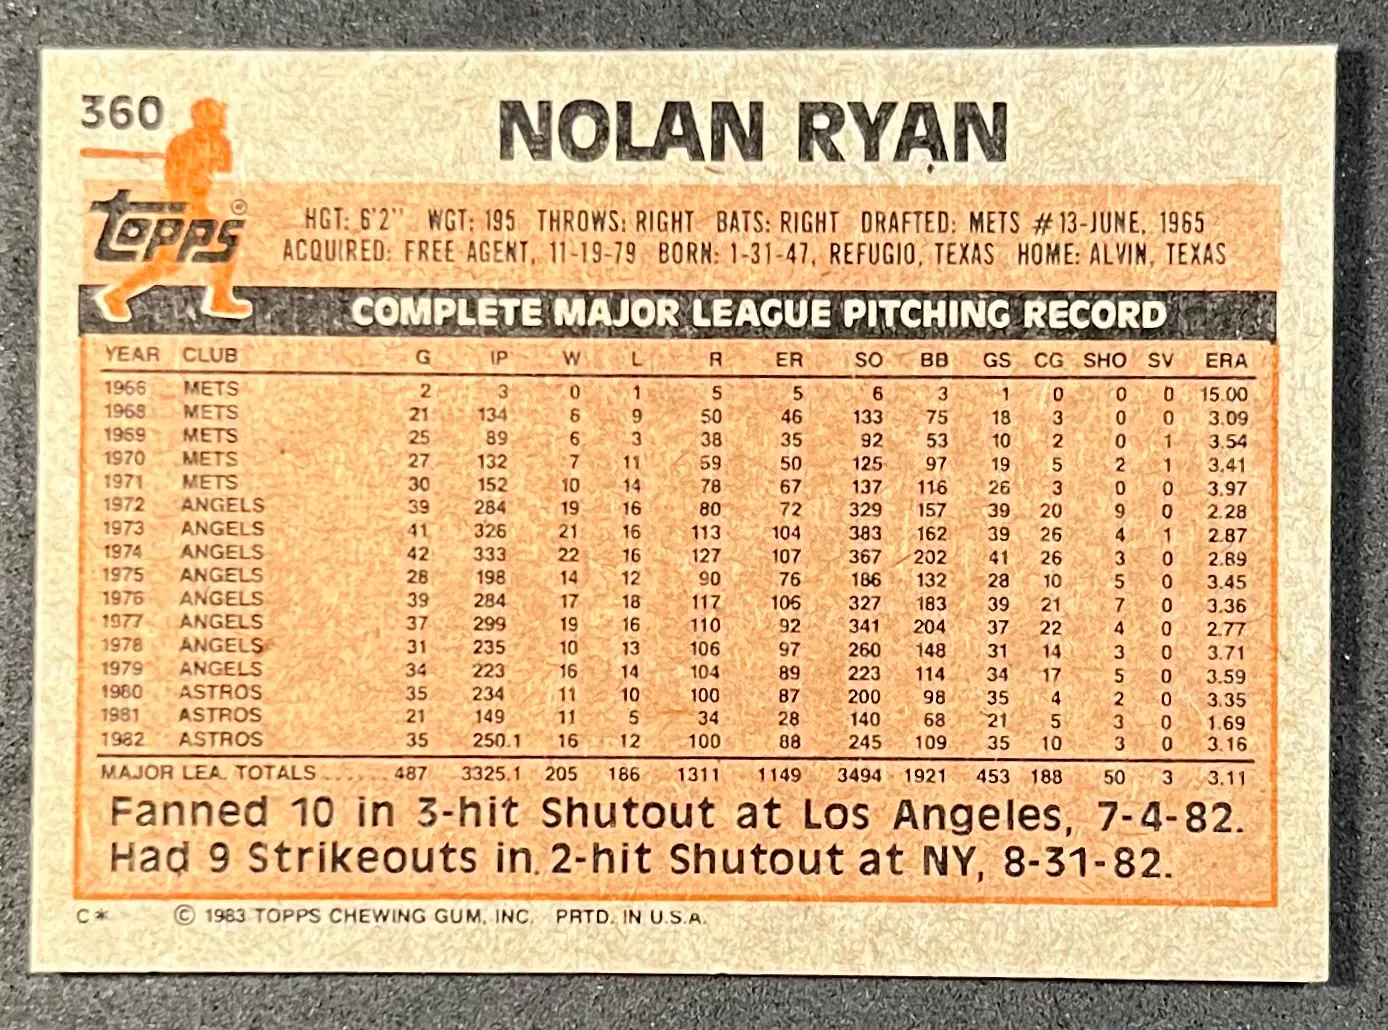 360
NOLAN RYAN
topps®
HGT: 6'2" WGT: 195 THROWS: RIGHT BATS: RIGHT DRAFTED: METS #13-JUNE, 1965
ACQUIRED: FREE AGENT, 11-19-79 BORN: 1-31-47, REFUGIO, TEXAS HOME: ALVIN, TEXAS
COMPLETE MAJOR LEAGUE PITCHING RECORD
YEAR CLUB G IP W L R ER SO BB GS CG SHO SV ERA
1966 METS 2 3 0 1 5 5 6 3 1 0 0 0 15.00
1968 METS 21 134 6 9 50 46 133 75 18 3 0 0 3.09
1969 METS 25 89 6 3 38 35 92 53 10 2 0 1 3.54
1970 METS 27 132 7 11 59 50 125 97 19 5 2 1 3.41
1971 METS 30 152 10 14 78 67 137 116 26 3 0 0 3.97
1972 ANGELS 39 284 19 16 80 72 329 157 39 20 9 0 2.28
1973 ANGELS 41 326 21 16 113 104 383 162 39 26 4 1 2.87
1974 ANGELS 42 333 22 16 127 107 367 202 41 26 3 0 2.89
1975 ANGELS 28 198 14 12 90 76 186 132 28 10 5 0 3.45
1976 ANGELS 39 284 17 18 117 106 327 183 39 21 7 0 3.36
1977 ANGELS 37 299 19 16 110 92 341 204 37 22 4 0 2.77
1978 ANGELS 31 235 10 13 106 97 260 148 31 14 3 0 3.71
1979 ANGELS 34 223 16 14 104 89 223 114 34 17 5 0 3.59
1980 ASTROS 35 234 11 10 100 87 200 98 35 4 2 0 3.35
1981 ASTROS 21 149 11 5 34 28 140 68 21 5 3 0 1.69
1982 ASTROS 35 250.1 16 12 100 88 245 109 35 10 3 0 3.16
MAJOR LEA. TOTALS...... 487 3325.1 205 186 1311 1149 3494 1921 453 188 50 3 3.11
Fanned 10 in 3-hit Shutout at Los Angeles, 7-4-82.
Had 9 Strikeouts in 2-hit Shutout at NY, 8-31-82.
C* © 1983 TOPPS CHEWING GUM, INC. PRTD. IN U.S.A.